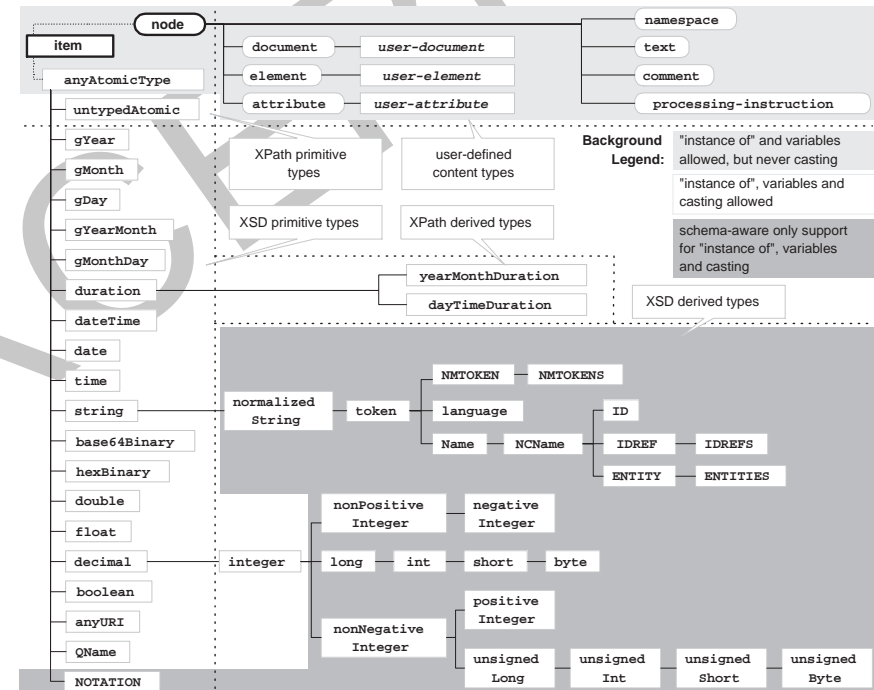 node
namespace
item
document
user-document
text
element
user-element
comment
anyAtomicType
attribute
user-attribute
processing-instruction
untypedAtomic
gYear
XPath primitive
types
user-defined
content types
Background
Legend:
"instance of" and variables
allowed, but never casting
gMonth
"instance of", variables and
casting allowed
gDay
XSD primitive types
XPath derived types
schema-aware only support
for "instance of", variables
and casting
gYearMonth
gMonthDay
yearMonthDuration
duration
dayTimeDuration
XSD derived types
dateTime
date
time
NMTOKEN
NMTOKENS
string
normalized
String
token
language
ID
base64Binary
Name
NCName
IDREF
IDREFS
hexBinary
ENTITY
ENTITIES
double
nonPositive
Integer
negative
Integer
float
decimal
integer
long
int
short
byte
boolean
positive
Integer
anyURI
nonNegative
Integer
QName
unsigned
Long
unsigned
Int
unsigned
Short
unsigned
Byte
NOTATION